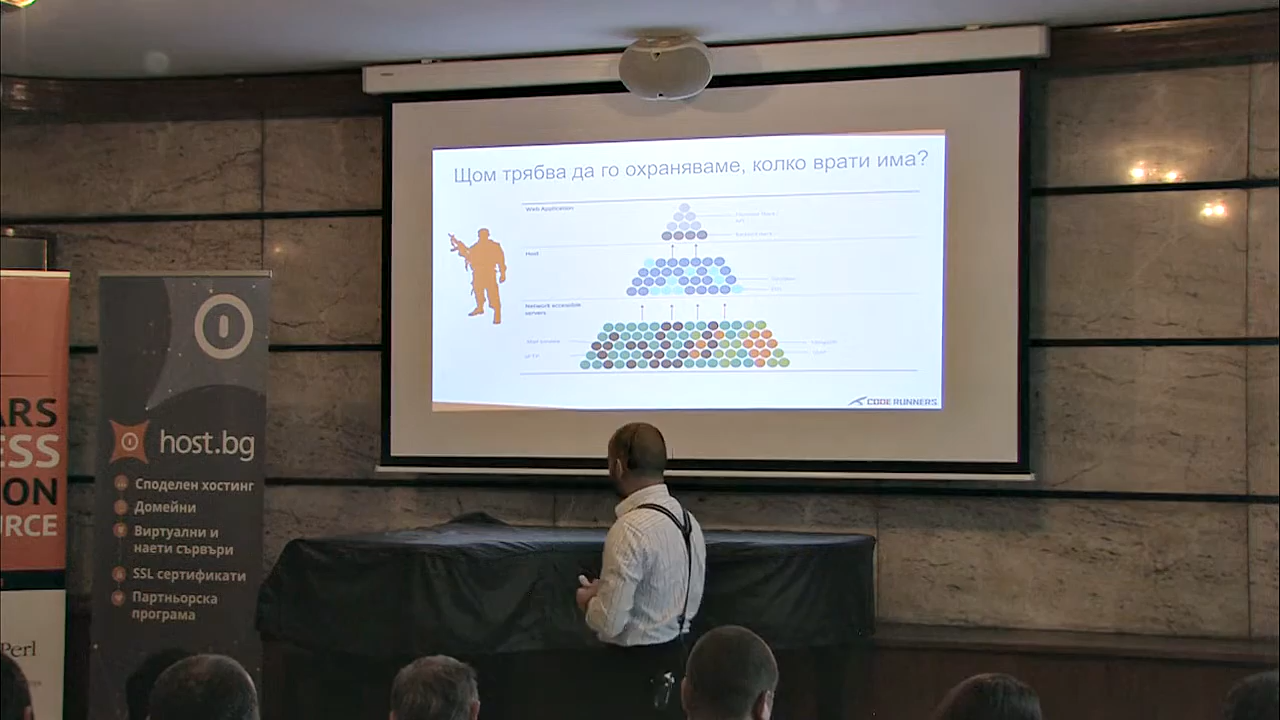 Щом трябва да го охраняваме, колко врати има?
Web Application
Host
Network accessible
servers
CODE RUNNERS
ARS
ESS
ON
RCE
Perl
host.bg
Споделен хостинг
Домейни
Виртуални и
наети сървъри
SSL сертификати
Партньорска
програма